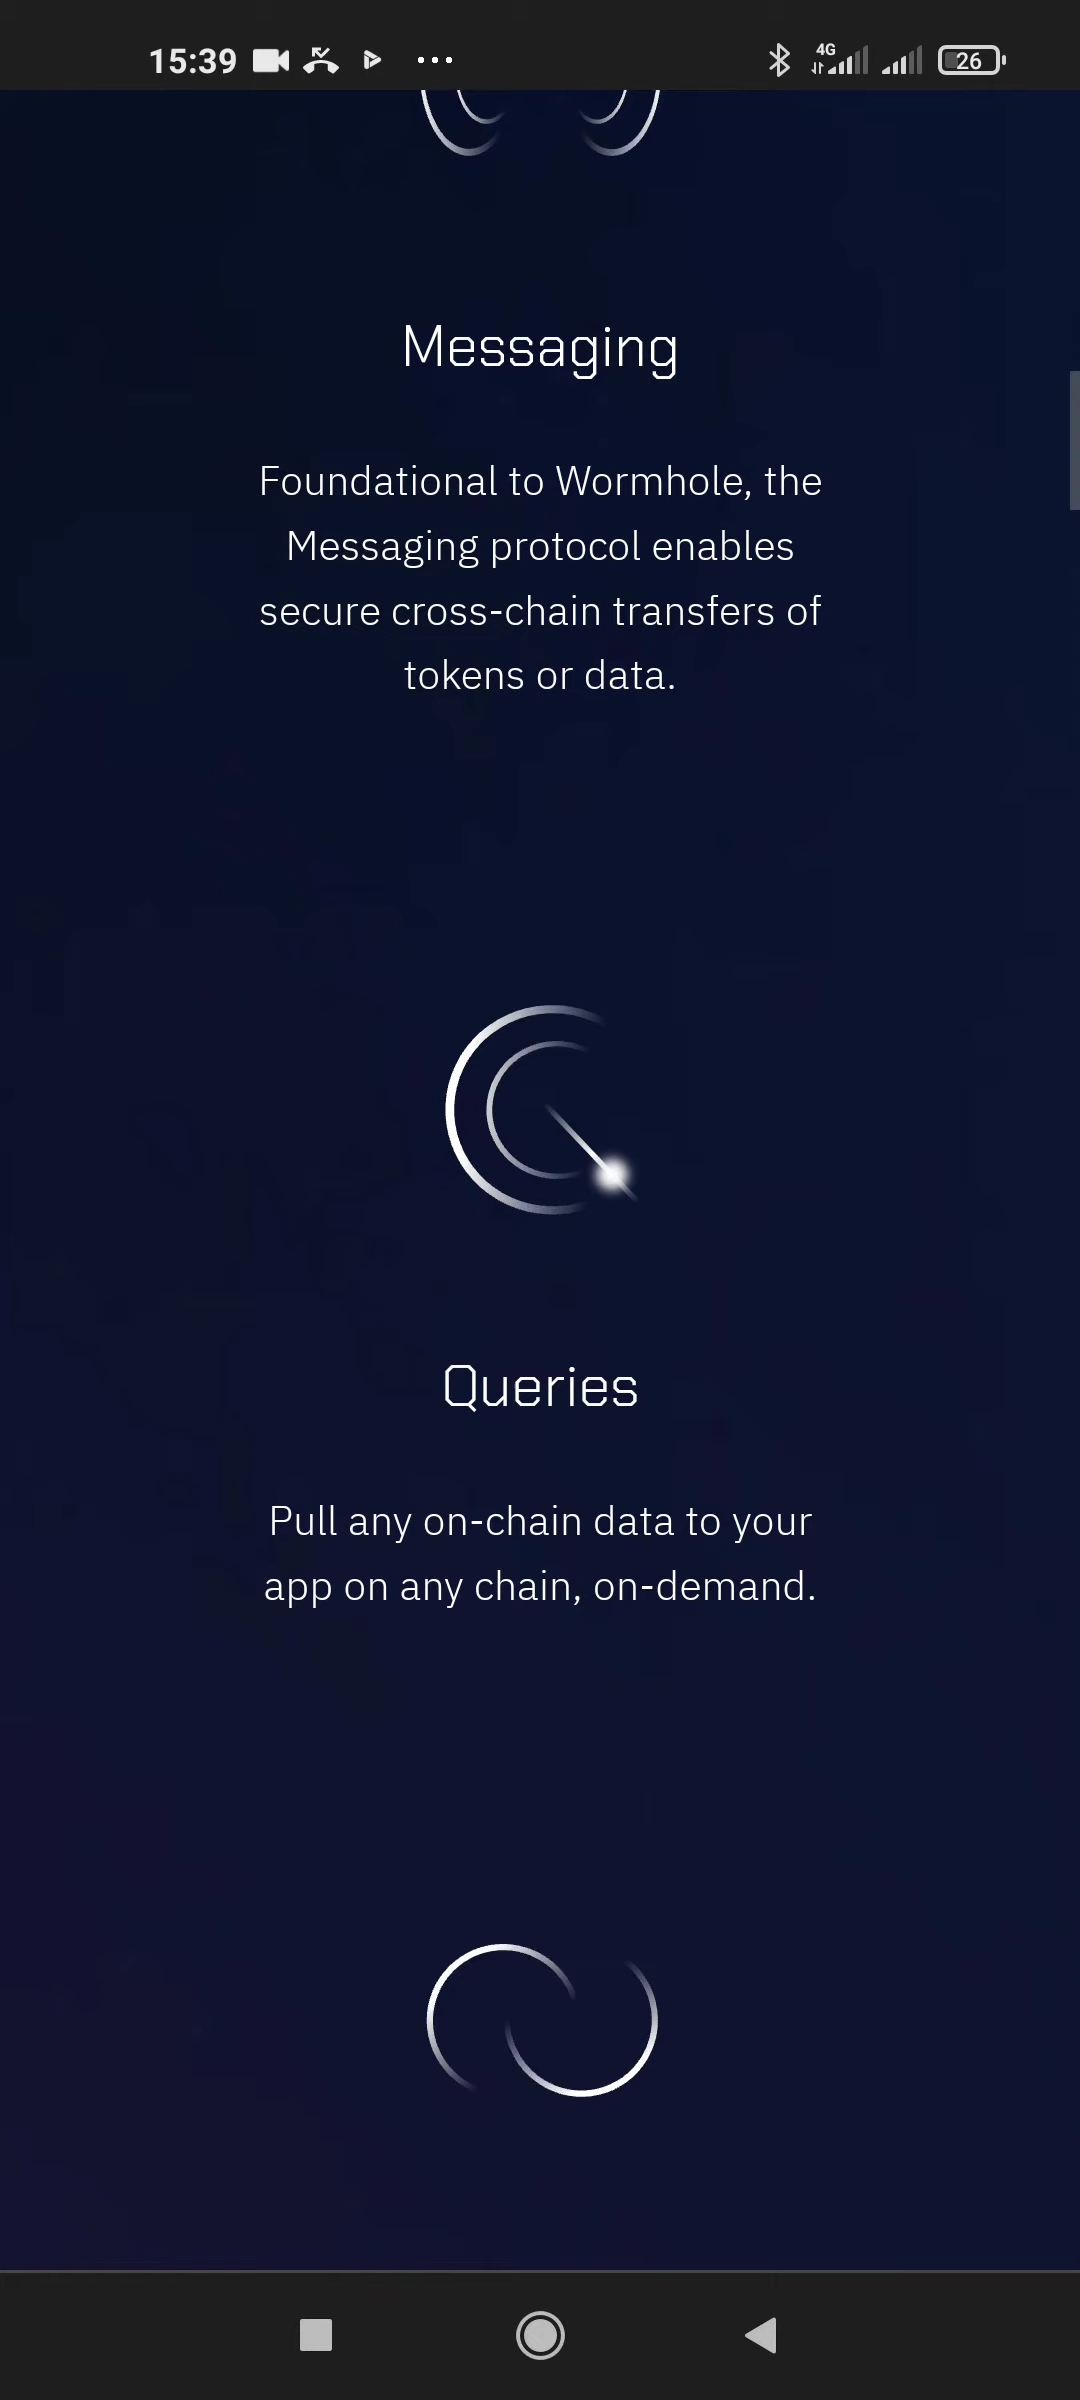 15:39
4G
26
Messaging
Foundational to Wormhole, the
Messaging protocol enables
secure cross-chain transfers of
tokens or data.
Queries
Pull any on-chain data to your
app on any chain, on-demand.